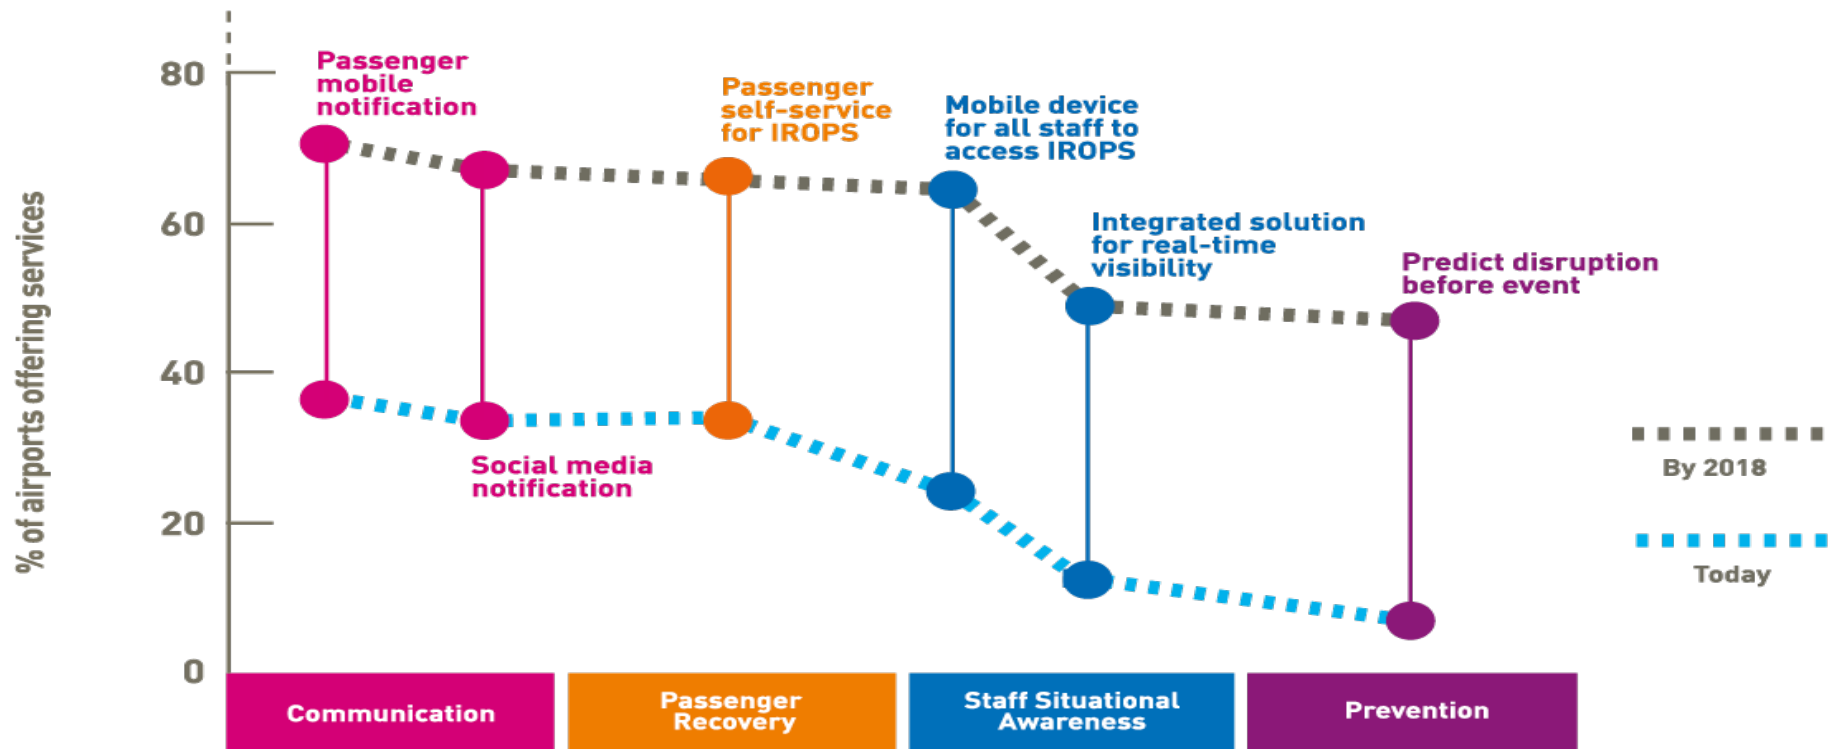 % of airports offering services
80
60
40
20
0
Passenger
mobile
notification
Social media
notification
Passenger
self-service
for IROPS
Mobile device
for all staff to
access IROPS
Integrated solution
for real-time
visibility
Predict disruption
before event
By 2018
Today
Communication
Passenger
Recovery
Staff Situational
Awareness
Prevention